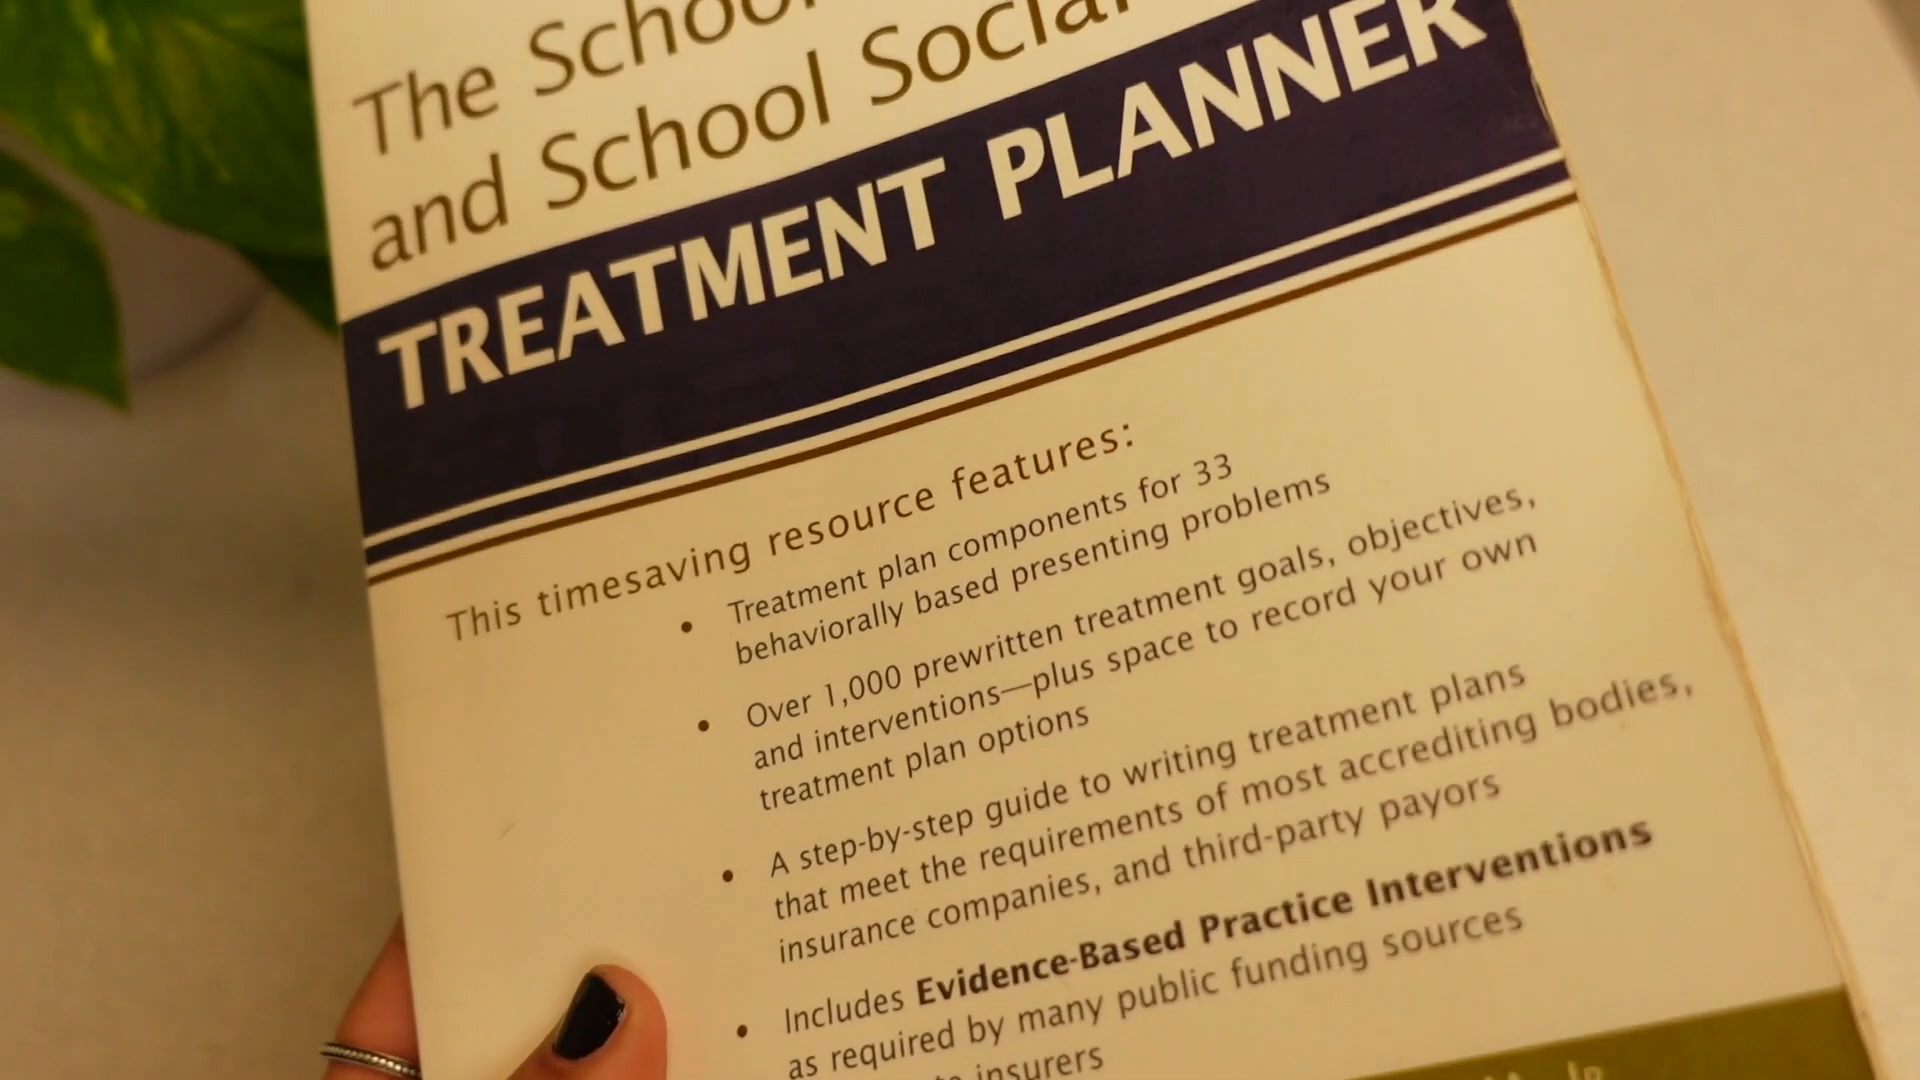 The School
and School Social
TREATMENT PLANNER
This timesaving resource features:
• Treatment plan components for 33
behaviorally based presenting problems
• Over 1,000 prewritten treatment goals, objectives,
and interventions—plus space to record your own
treatment plan options
• A step-by-step guide to writing treatment plans
that meet the requirements of most accrediting bodies,
insurance companies, and third-party payors
• Includes Evidence-Based Practice Interventions
as required by many public funding sources
insurers